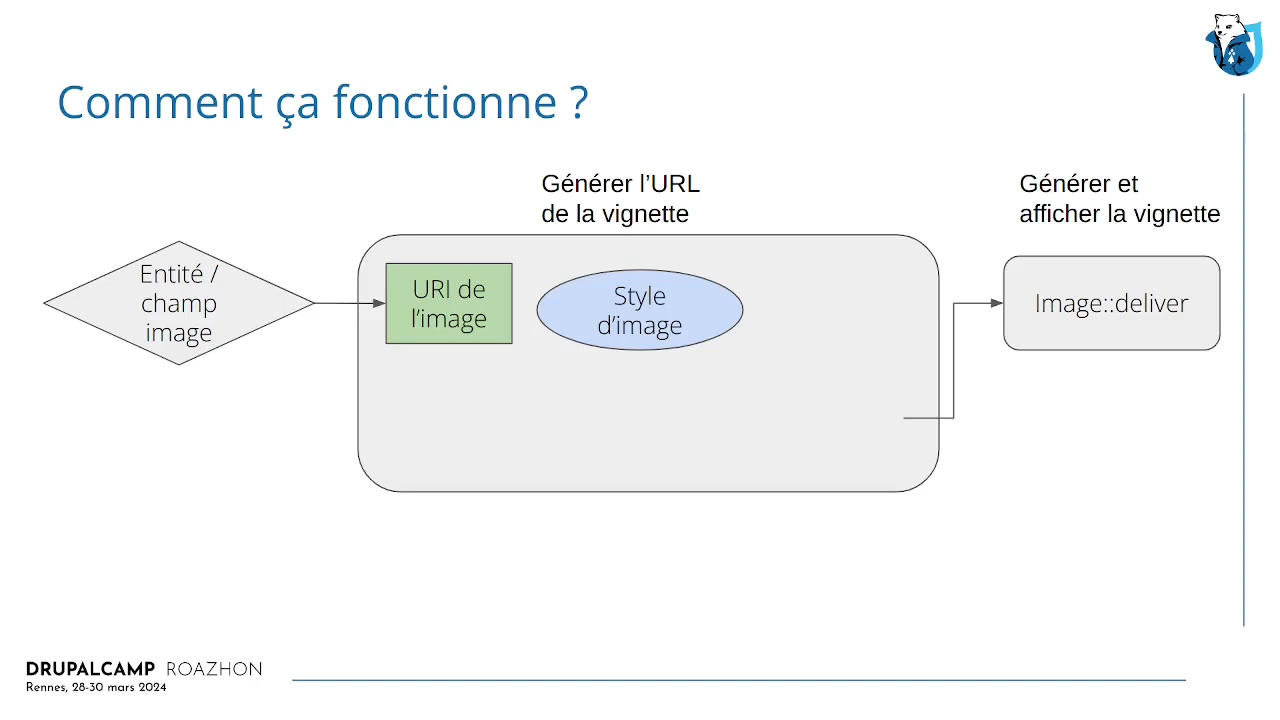 Comment ça fonctionne ?
Générer l’URL
de la vignette
Générer et
afficher la vignette
Entité /
champ
image
URI de
l’image
Style
d’image
Image::deliver
DRUPALCAMP ROAZHON
Rennes, 28-30 mars 2024